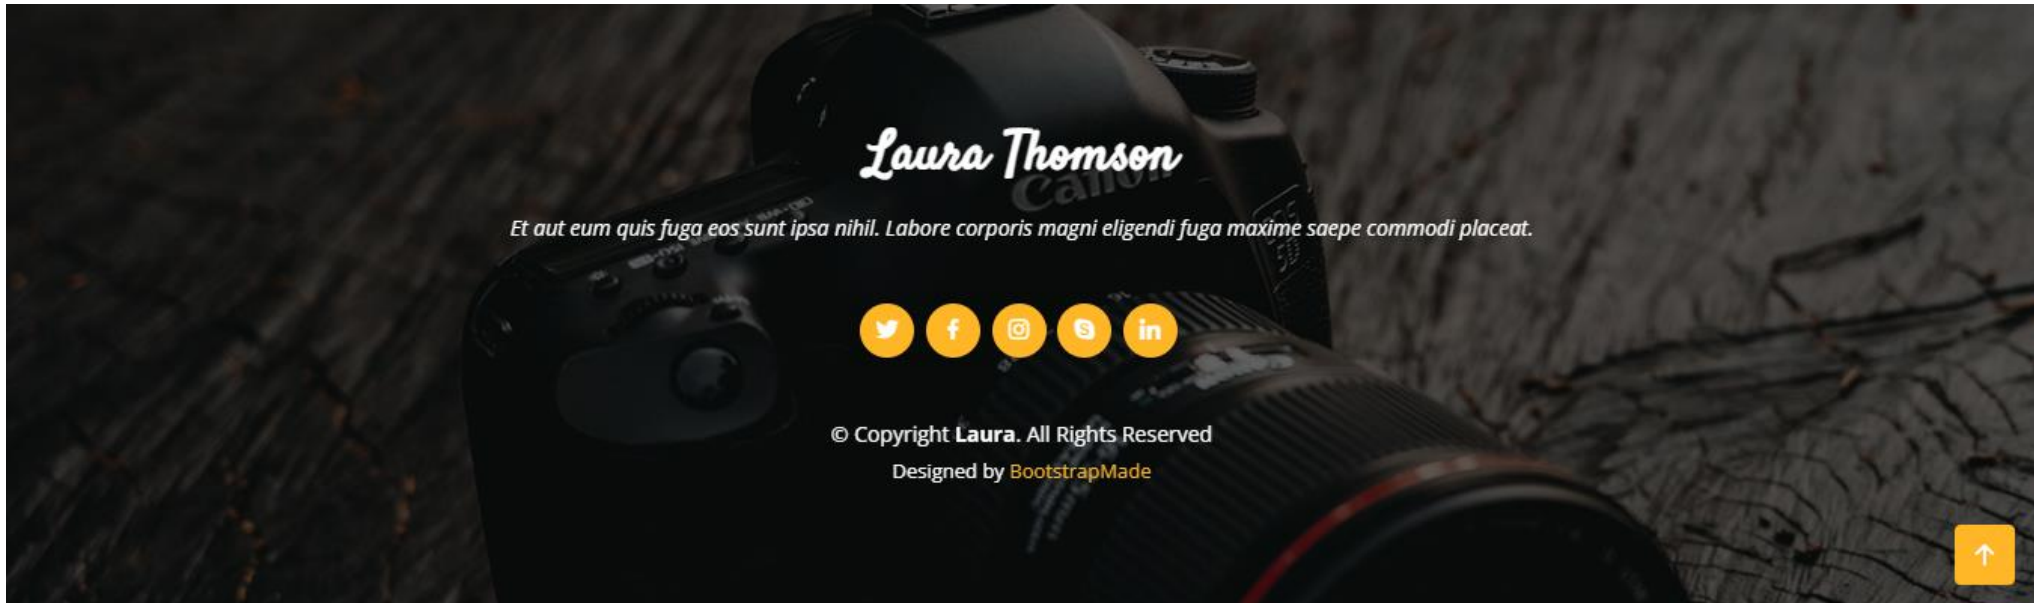 Laura Thomson
Canon
Et aut eum quis fuga eos sunt ipsa nihil. Labore corporis magni eligendi fuga maxime saepe commodi placeat.
© Copyright Laura. All Rights Reserved
Designed by BootstrapMade